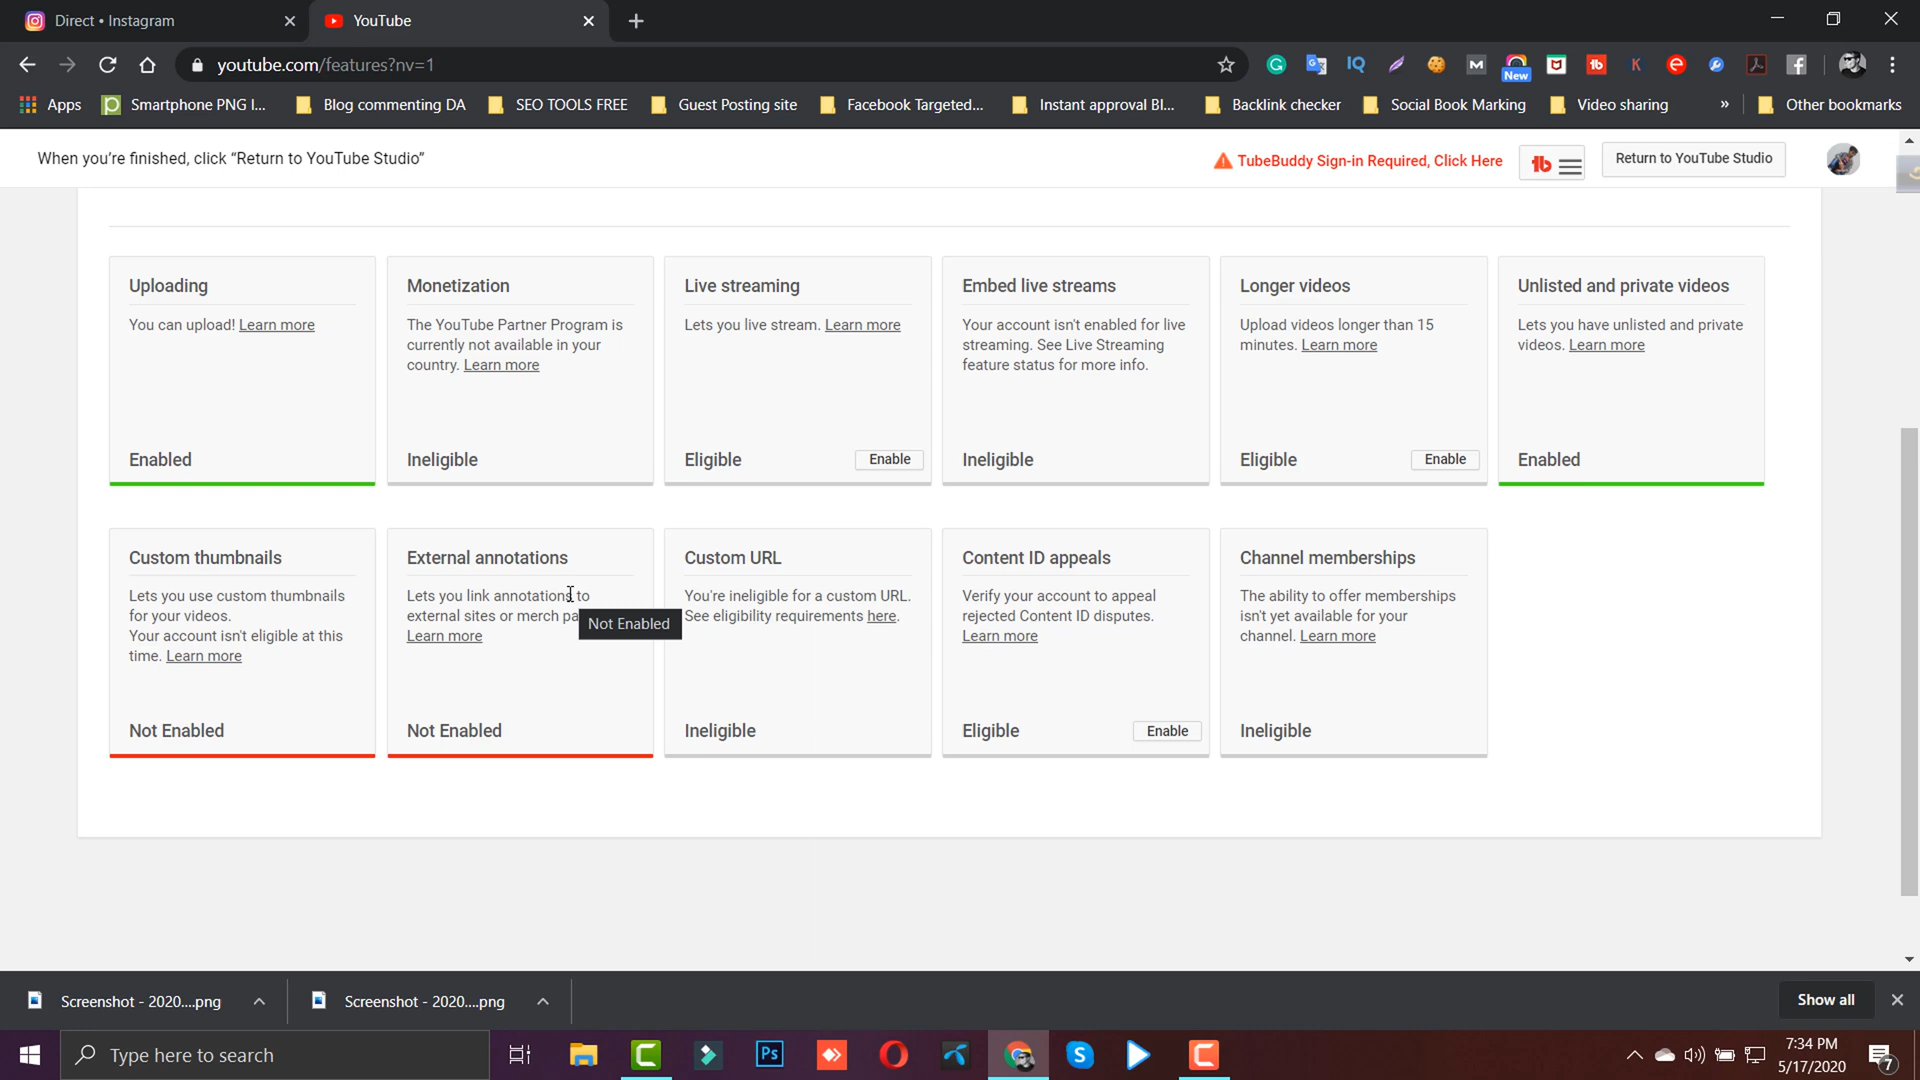 Direct • Instagram
YouTube
youtube.com/features?nv=1
New
Apps
Smartphone PNG I...
Blog commenting DA
SEO TOOLS FREE
Guest Posting site
Facebook Targeted...
Instant approval Bl...
Backlink checker
Social Book Marking
Video sharing
»
Other bookmarks
When you're finished, click “Return to YouTube Studio”
TubeBuddy Sign-in Required, Click Here
Return to YouTube Studio
Uploading
You can upload! Learn more
Enabled
Monetization
The YouTube Partner Program is
currently not available in your
country. Learn more
Ineligible
Live streaming
Lets you live stream. Learn more
Eligible
Enable
Embed live streams
Your account isn't enabled for live
streaming. See Live Streaming
feature status for more info.
Ineligible
Longer videos
Upload videos longer than 15
minutes. Learn more
Eligible
Enable
Unlisted and private videos
Lets you have unlisted and private
videos. Learn more
Enabled
Custom thumbnails
Lets you use custom thumbnails
for your videos.
Your account isn't eligible at this
time. Learn more
Not Enabled
External annotations
Lets you link annotations to
external sites or merch pa
Learn more
Not Enabled
Not Enabled
Custom URL
You're ineligible for a custom URL.
See eligibility requirements here.
Ineligible
Content ID appeals
Verify your account to appeal
rejected Content ID disputes.
Learn more
Eligible
Enable
Channel memberships
The ability to offer memberships
isn't yet available for your
channel. Learn more
Ineligible
Screenshot - 2020....png
Screenshot - 2020....png
Show all
Type here to search
Ps
7:34 PM
5/17/2020
7